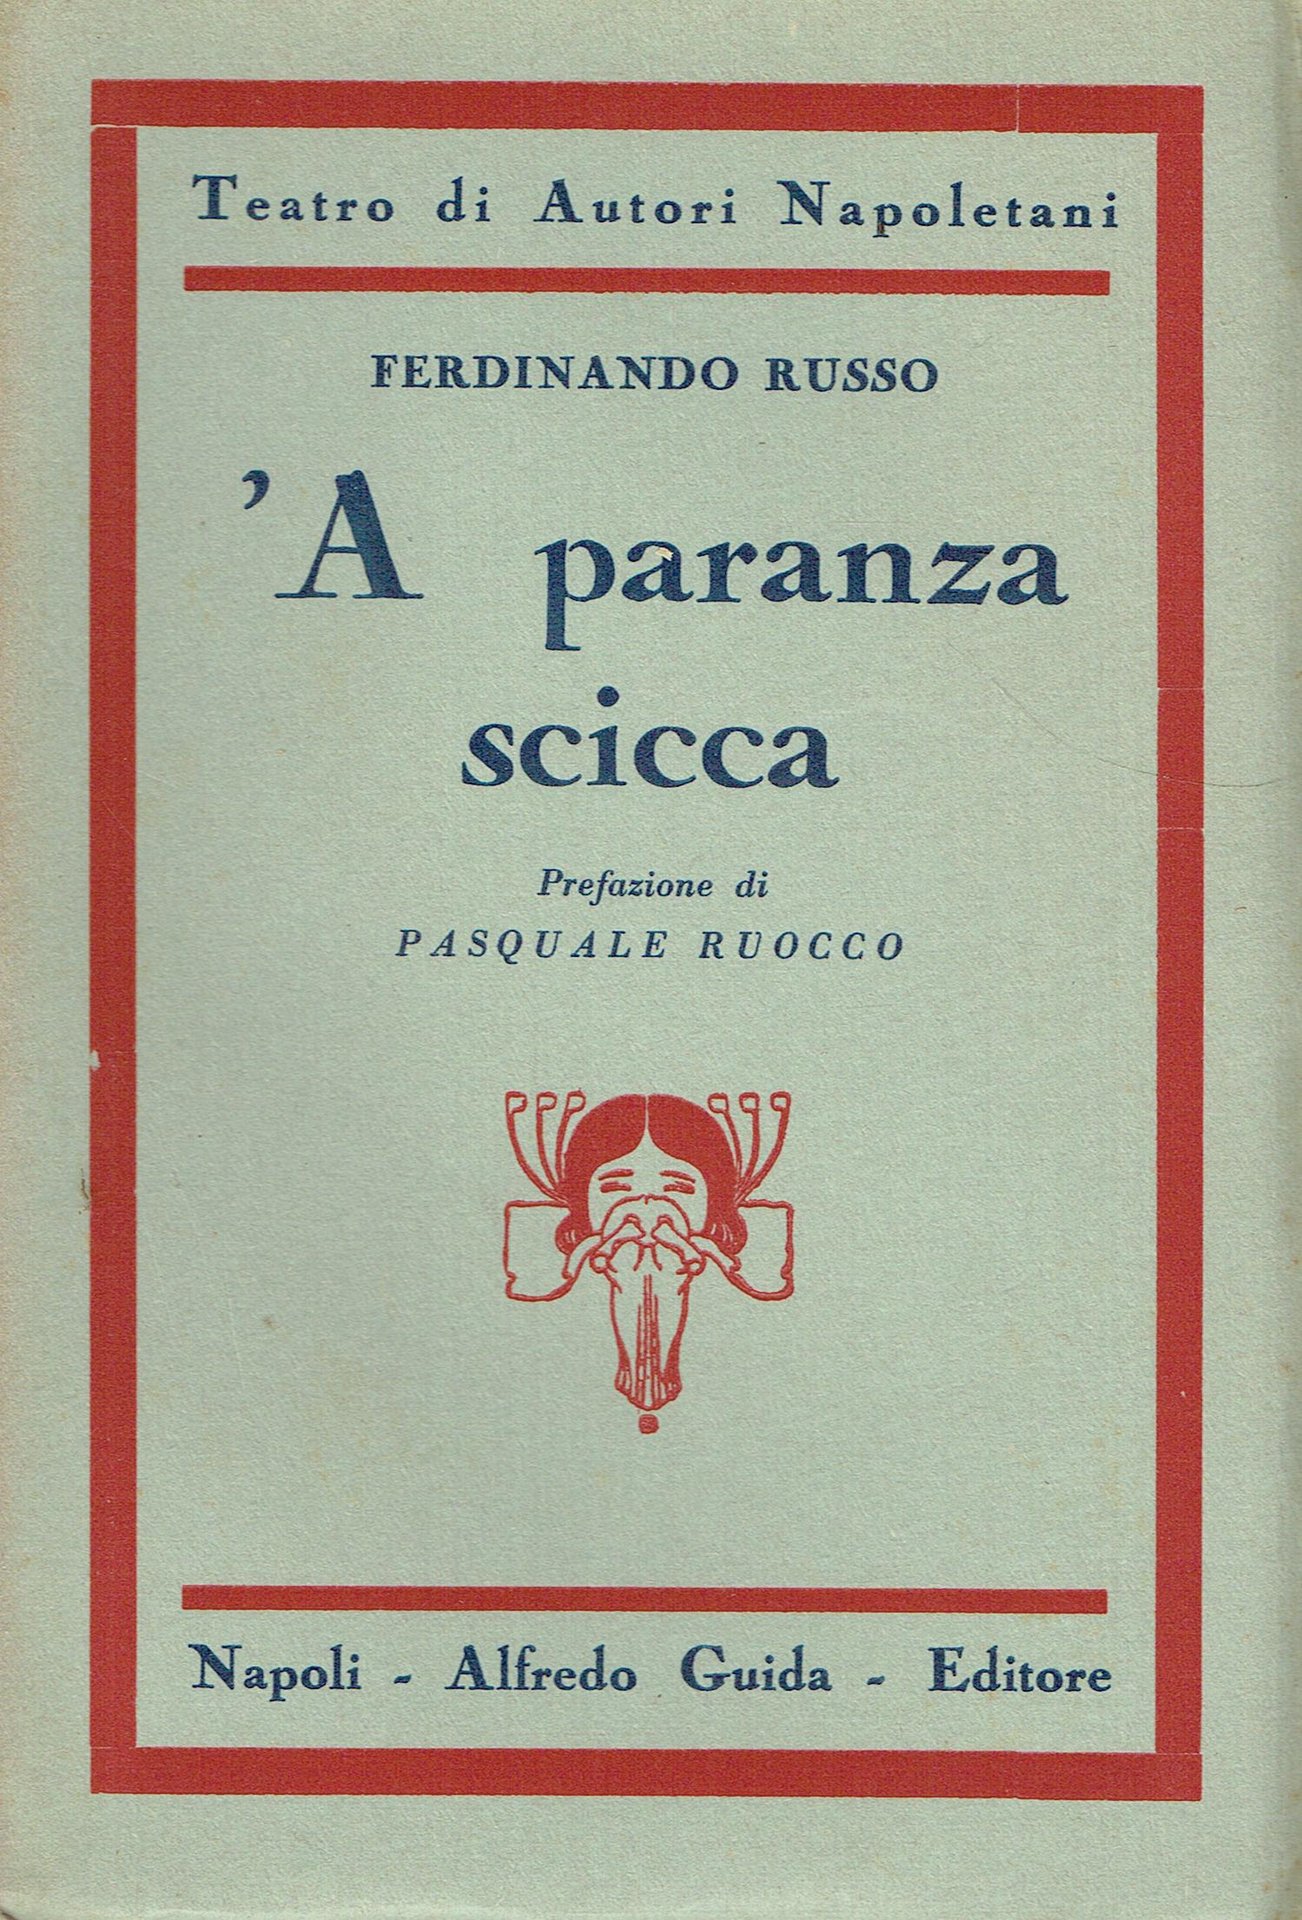 Teatro di Autori Napoletani
FERDINANDO RUSSO
'A paranza
scicca
Prefazione di
PASQUALE RUOCCO
Napoli - Alfredo Guida - Editore